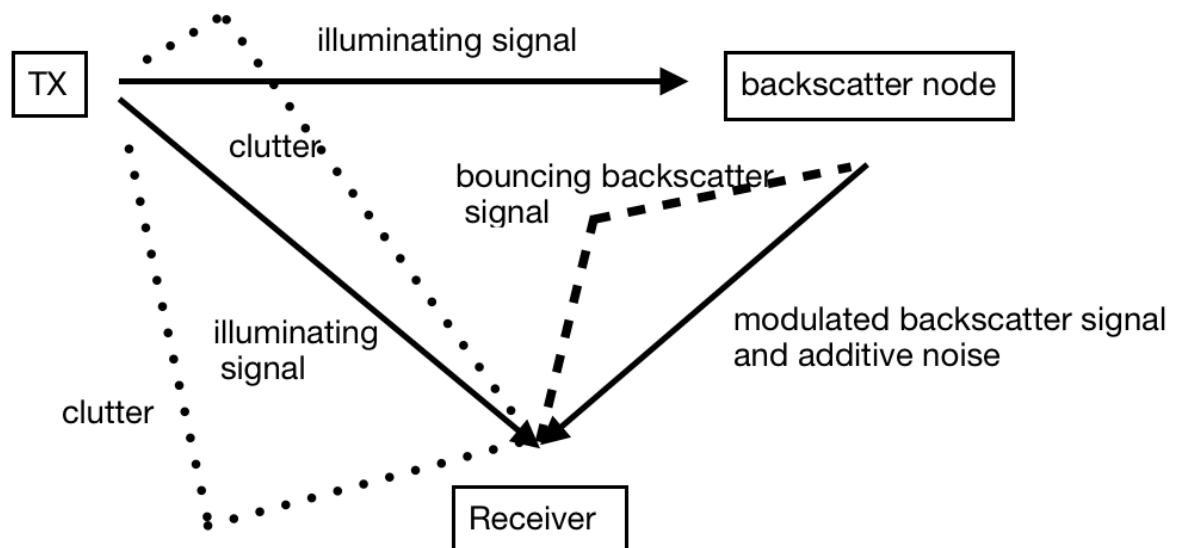 illuminating signal
TX
backscatter node
clutter
bouncing backscatter
signal
illuminating
signal
modulated backscatter signal
and additive noise
clutter
Receiver